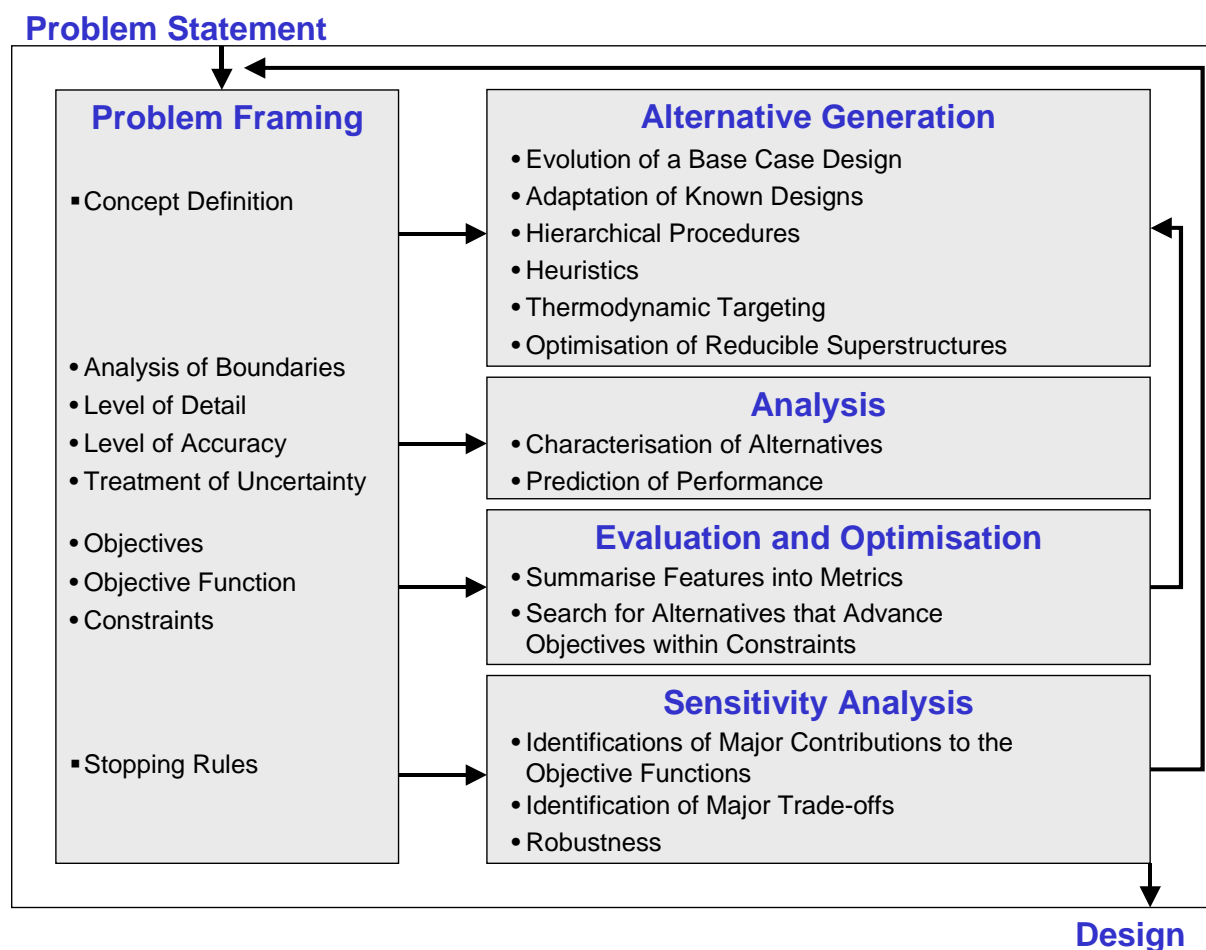 Problem Statement
Problem Framing
▪ Concept Definition
• Analysis of Boundaries
• Level of Detail
• Level of Accuracy
• Treatment of Uncertainty
• Objectives
• Objective Function
• Constraints
▪ Stopping Rules
Alternative Generation
• Evolution of a Base Case Design
• Adaptation of Known Designs
• Hierarchical Procedures
• Heuristics
• Thermodynamic Targeting
• Optimisation of Reducible Superstructures
Analysis
• Characterisation of Alternatives
• Prediction of Performance
Evaluation and Optimisation
• Summarise Features into Metrics
• Search for Alternatives that Advance
Objectives within Constraints
Sensitivity Analysis
• Identifications of Major Contributions to the
Objective Functions
• Identification of Major Trade-offs
• Robustness
Design